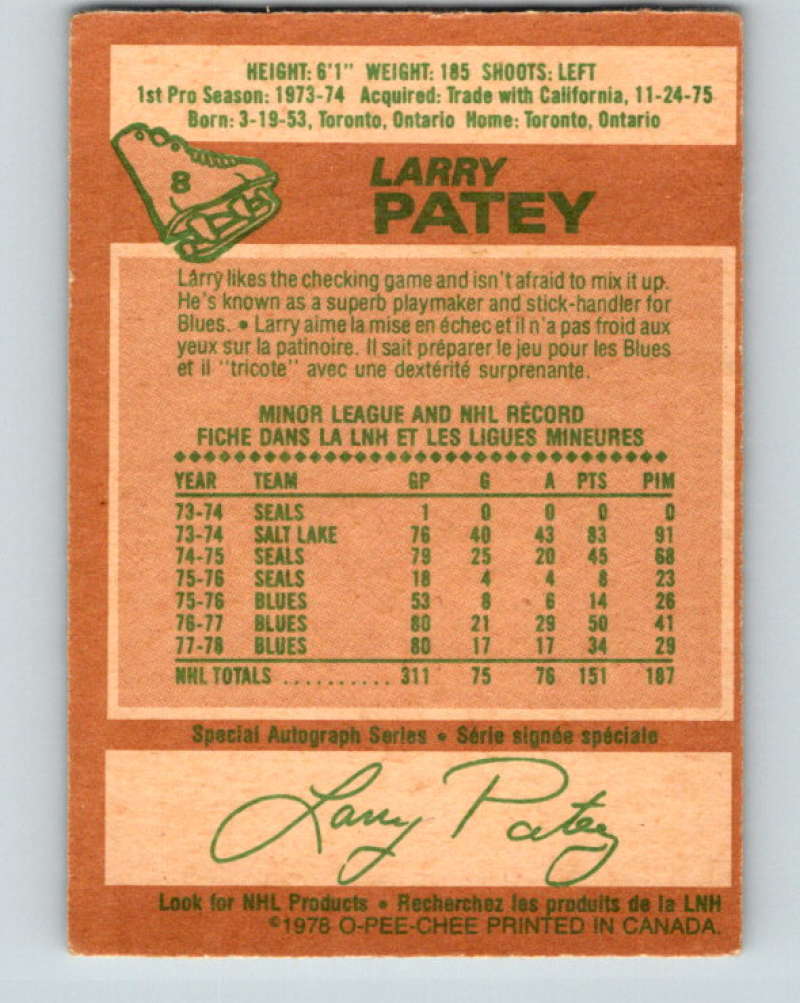 HEIGHT: 6'1" WEIGHT: 185 SHOOTS: LEFT
1st Pro Season: 1973-74 Acquired: Trade with California, 11-24-75
Born: 3-19-53, Toronto, Ontario Home: Toronto, Ontario
8
LARRY
PATEY
Larry likes the checking game and isn't afraid to mix it up.
He's known as a superb playmaker and stick-handler for
Blues. • Larry aime la mise en échec et il n'a pas froid aux
yeux sur la patinoire. Il sait préparer le jeu pour les Blues
et il "tricote" avec une dextérité surprenante.
MINOR LEAGUE AND NHL RECORD
FICHE DANS LA LNH ET LES LIGUES MINEURES
YEAR TEAM GP G A PTS PIM
73-74 SEALS 1 0 0 0 0
73-74 SALT LAKE 76 40 43 83 91
74-75 SEALS 79 25 20 45 68
75-76 SEALS 18 4 4 8 23
75-76 BLUES 53 8 6 14 26
76-77 BLUES 80 21 29 50 41
77-78 BLUES 80 17 17 34 29
NHL TOTALS .......... 311 75 76 151 187
Special Autograph Series • Série signée spéciale
Larry Patey
Look for NHL Products • Recherchez les produits de la LNH
©1978 O-PEE-CHEE PRINTED IN CANADA.